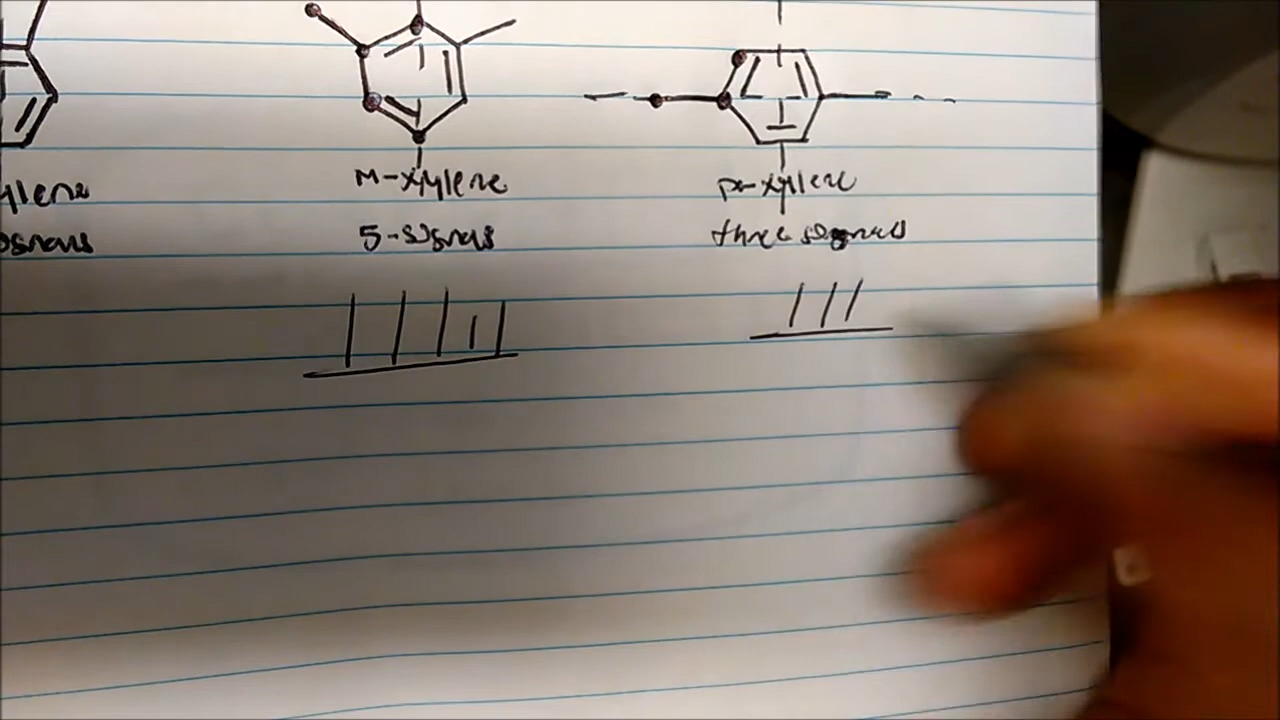 ylene
M-xylene
p-xylene
5-signals
three signals